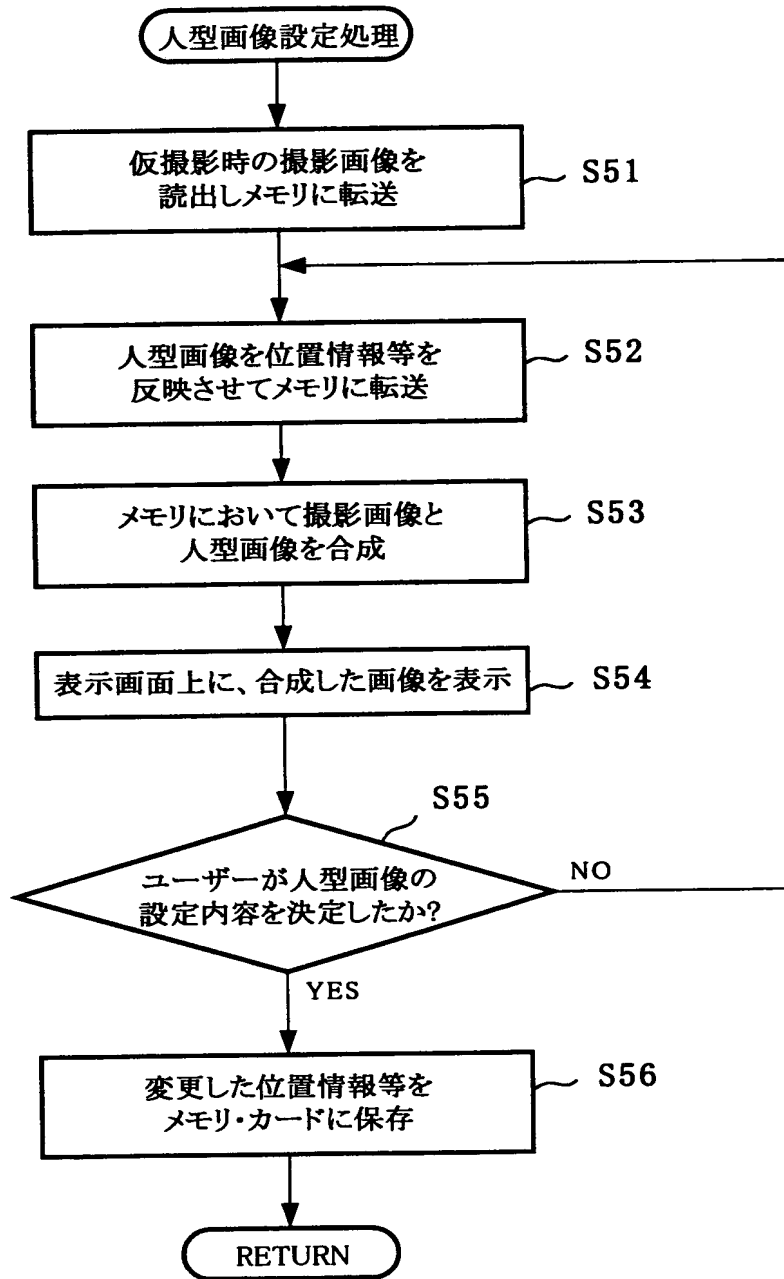 人型画像設定処理
仮撮影時の撮影画像を
読出しメモリに転送
S51
人型画像を位置情報等を
反映させてメモリに転送
S52
メモリにおいて撮影画像と
人型画像を合成
S53
表示画面上に、合成した画像を表示
S54
S55
ユーザーが人型画像の
設定内容を決定したか?
NO
YES
変更した位置情報等を
メモリ・カードに保存
S56
RETURN